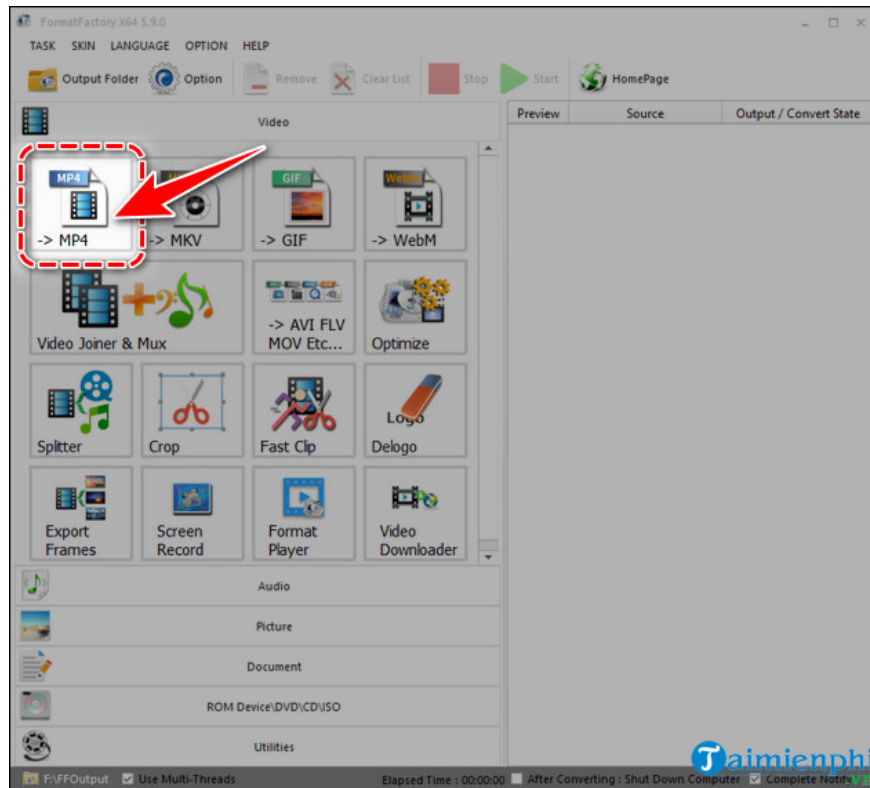 FormatFactory X64 5.9.0
TASK SKIN LANGUAGE OPTION HELP
Output Folder Option Remove Clear List Stop Start HomePage
Video
Preview Source Output / Convert State
MP4 GIF WebM
-> MP4 -> MKV -> GIF -> WebM
Video Joiner & Mux
-> AVI FLV
MOV Etc...
Optimize
Logo
Splitter Crop Fast Clip Delogo
Export
Frames
Screen
Record
Format
Player
Video
Downloader
Audio
Picture
Document
ROM Device\DVD\CD\ISO
Utilities
Taimienphi
F:\FFOutput Use Multi-Threads Elapsed Time : 00:00:00 After Converting : Shut Down Computer Complete Notify